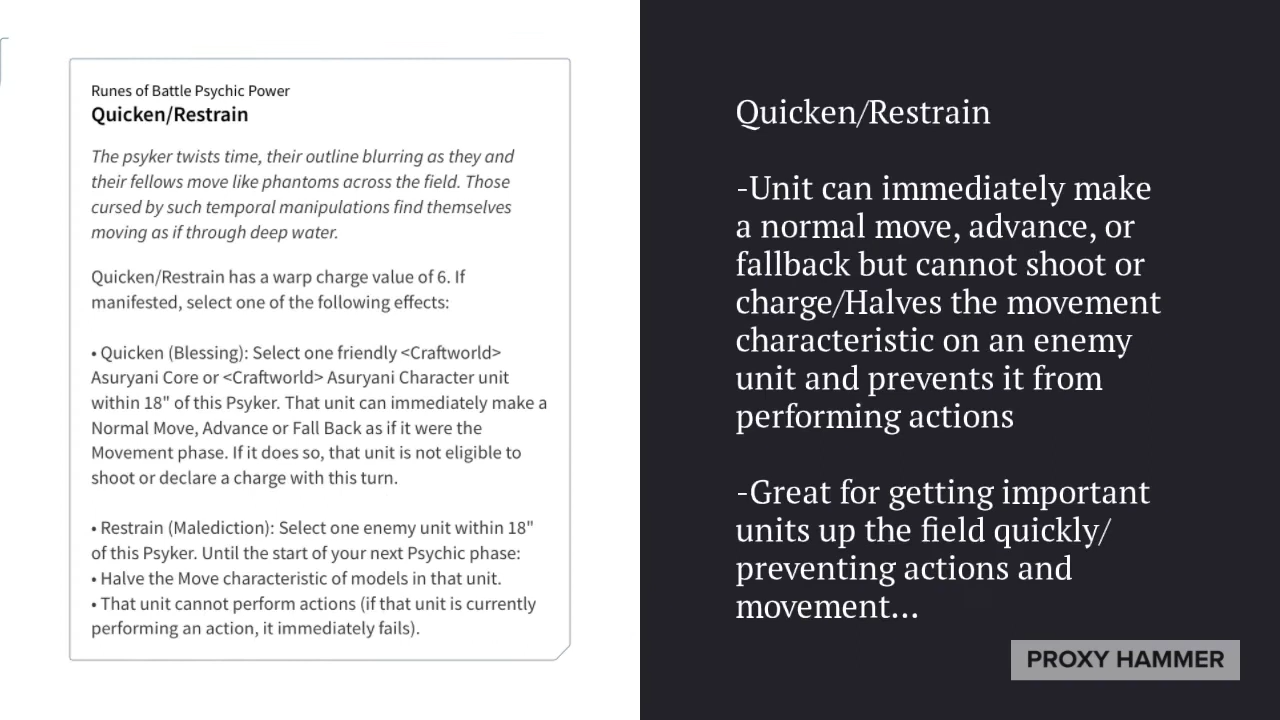 Runes of Battle Psychic Power
Quicken/Restrain
The psyker twists time, their outline blurring as they and
their fellows move like phantoms across the field. Those
cursed by such temporal manipulations find themselves
moving as if through deep water.
Quicken/Restrain has a warp charge value of 6. If
manifested, select one of the following effects:
• Quicken (Blessing): Select one friendly <Craftworld>
Asuryani Core or <Craftworld> Asuryani Character unit
within 18" of this Psyker. That unit can immediately make a
Normal Move, Advance or Fall Back as if it were the
Movement phase. If it does so, that unit is not eligible to
shoot or declare a charge with this turn.
• Restrain (Malediction): Select one enemy unit within 18"
of this Psyker. Until the start of your next Psychic phase:
• Halve the Move characteristic of models in that unit.
• That unit cannot perform actions (if that unit is currently
performing an action, it immediately fails).
Quicken/Restrain
-Unit can immediately make
a normal move, advance, or
fallback but cannot shoot or
charge/Halves the movement
characteristic on an enemy
unit and prevents it from
performing actions
-Great for getting important
units up the field quickly/
preventing actions and
movement...
PROXY HAMMER